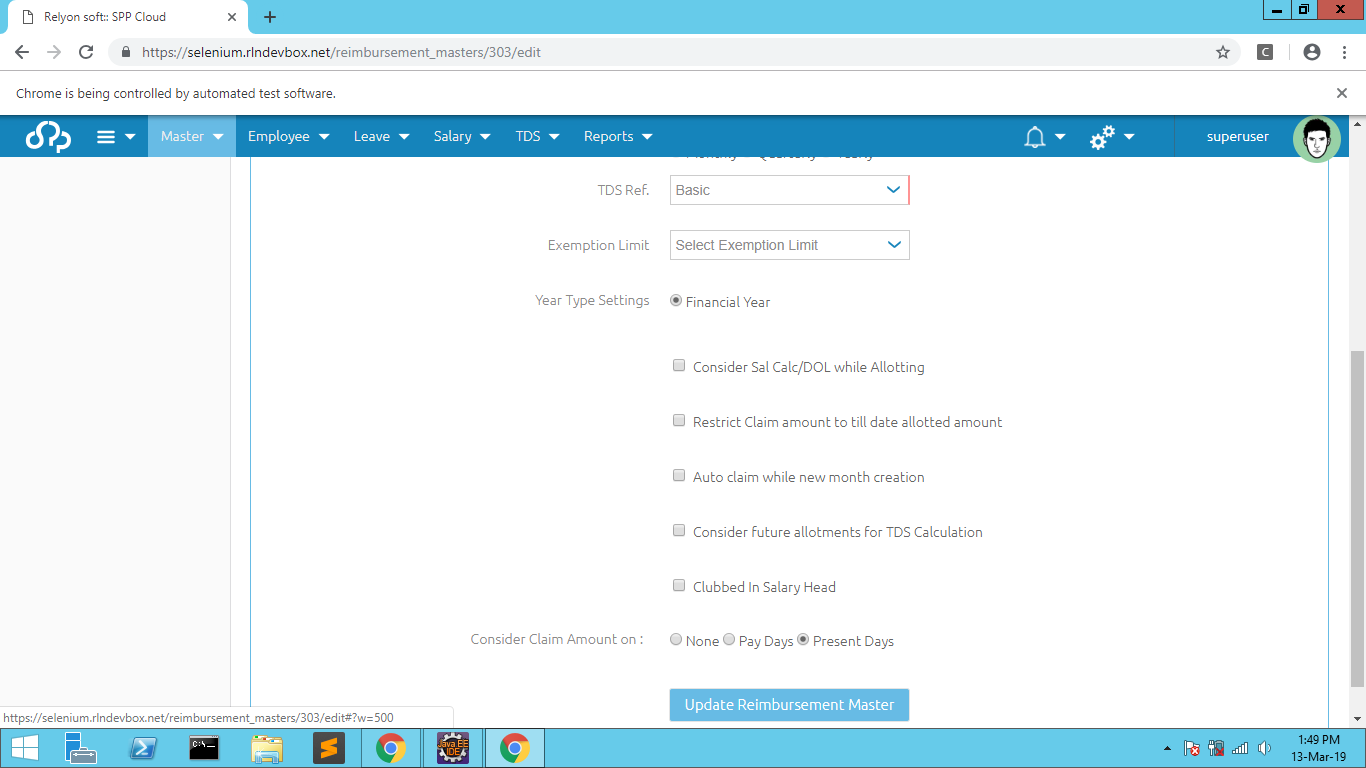 Relyon soft:: SPP Cloud
https://selenium.rlndevbox.net/reimbursement_masters/303/edit
C
Chrome is being controlled by automated test software.
Master Employee Leave Salary TDS Reports superuser
Monthly Quarterly Yearly
TDS Ref. Basic
Exemption Limit Select Exemption Limit
Year Type Settings Financial Year
Consider Sal Calc/DOL while Allotting
Restrict Claim amount to till date allotted amount
Auto claim while new month creation
Consider future allotments for TDS Calculation
Clubbed In Salary Head
Consider Claim Amount on : None Pay Days Present Days
Update Reimbursement Master
https://selenium.rlndevbox.net/reimbursement_masters/303/edit#?w=500
Java EE
IDE
1:49 PM
13-Mar-19